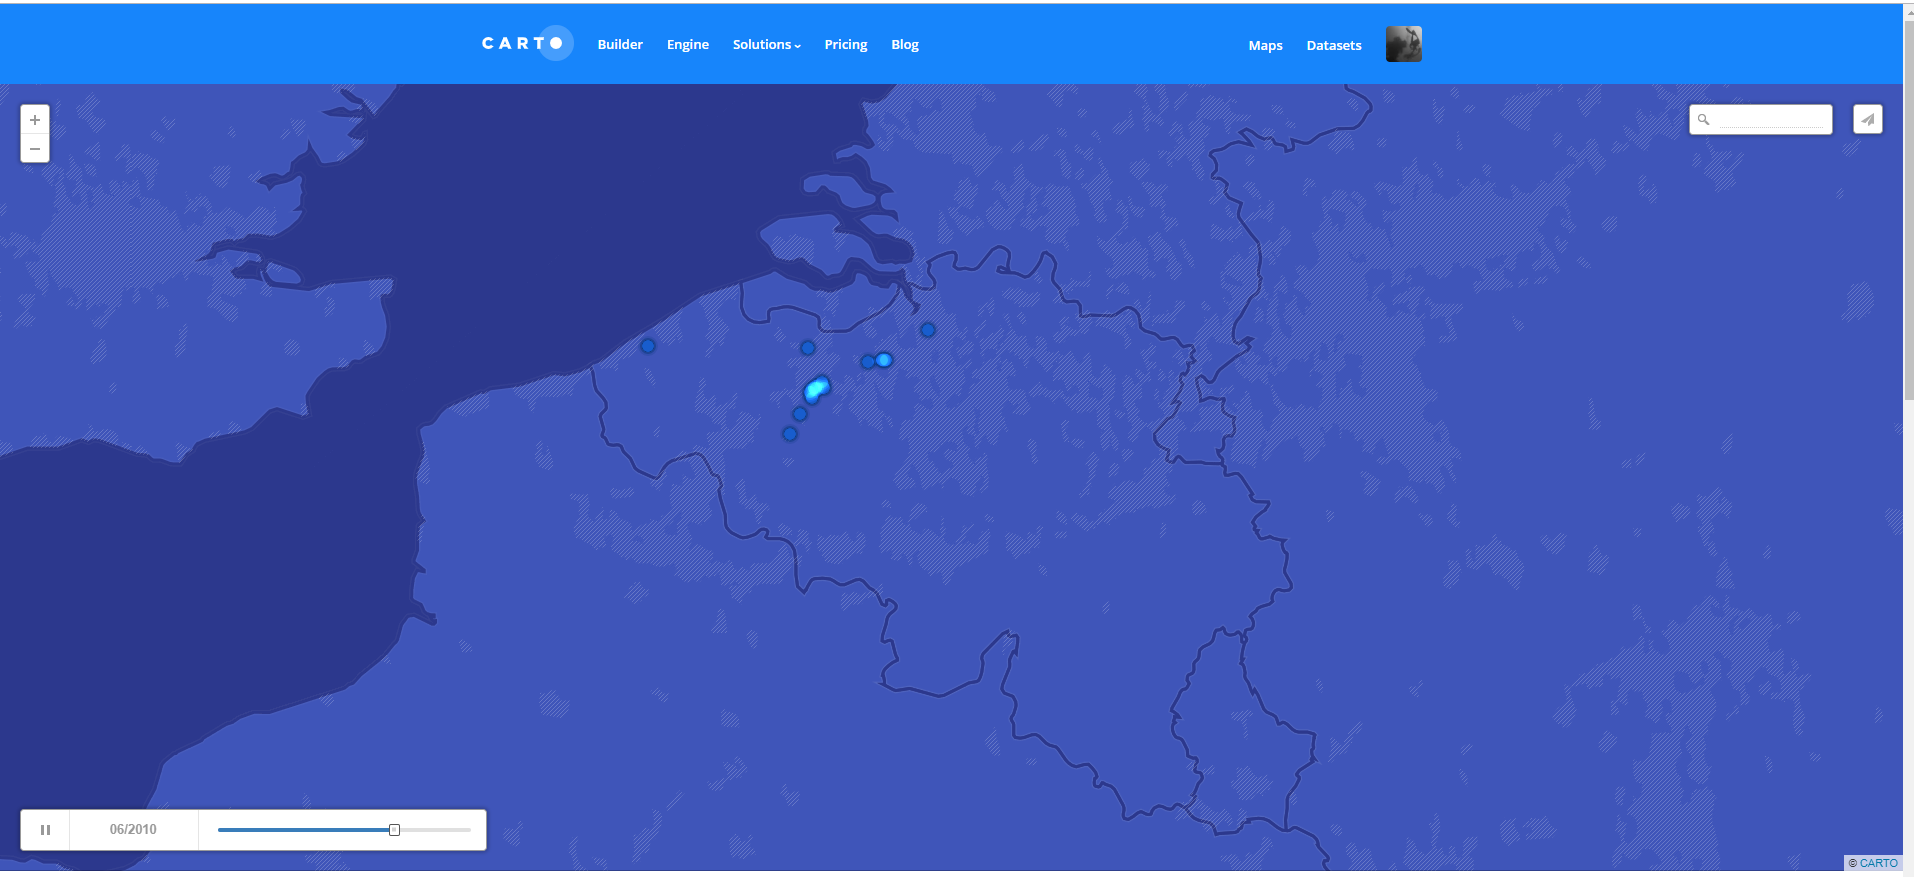 CARTO
Builder
Engine
Solutions
Pricing
Blog
Maps
Datasets
+
−
06/2010
© CARTO